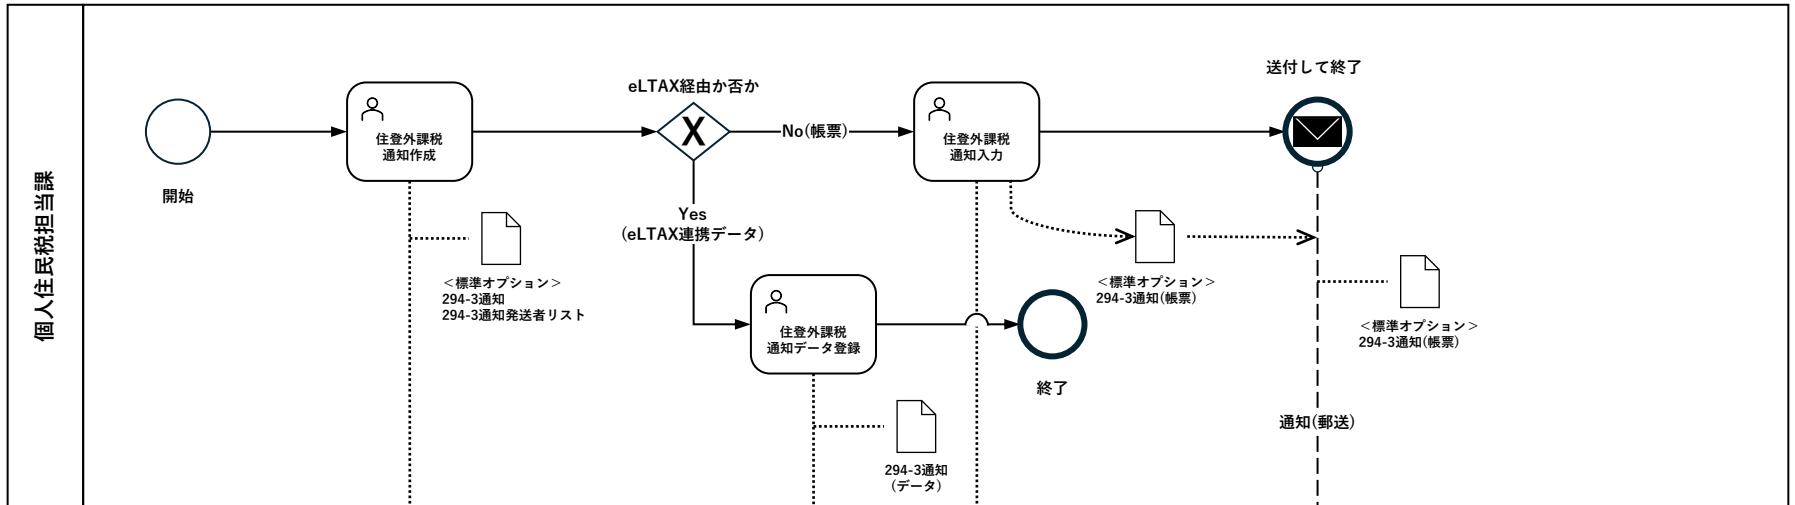 個人住民税担当課
開始
住登外課税
通知作成
<標準オプション>
294-3通知
294-3通知発送者リスト
eLTAX経由か否か
X
No(帳票)
Yes
(eLTAX連携データ)
住登外課税
通知データ登録
294-3通知
(データ)
終了
住登外課税
通知入力
<標準オプション>
294-3通知(帳票)
送付して終了
<標準オプション>
294-3通知(帳票)
通知(郵送)